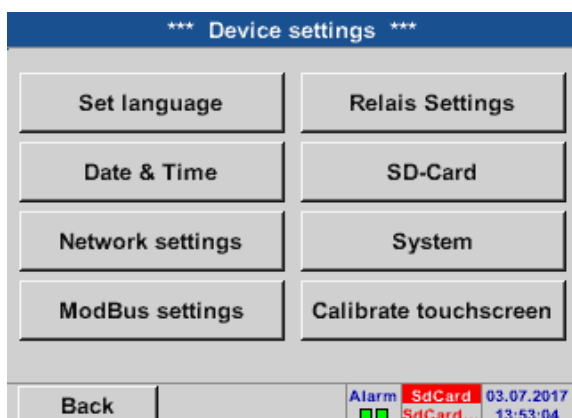 *** Device settings ***
Set language
Relais Settings
Date & Time
SD-Card
Network settings
System
ModBus settings
Calibrate touchscreen
Back
Alarm SdCard 03.07.2017
SdCard... 13:53:04